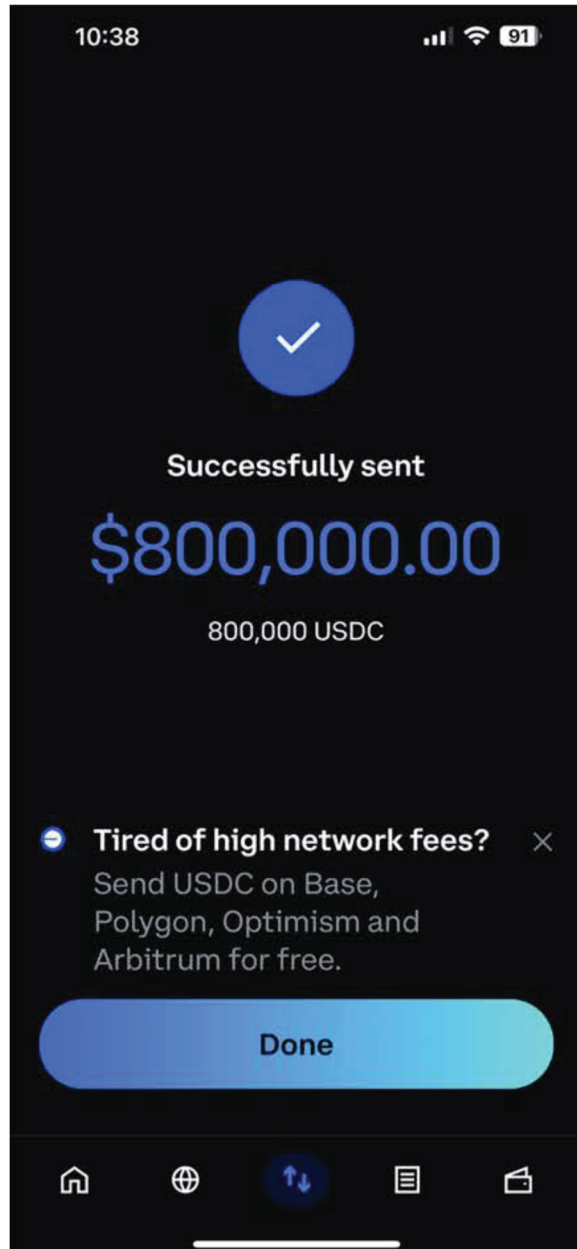 10:38
91
Successfully sent
$800,000.00
800,000 USDC
Tired of high network fees?
Send USDC on Base,
Polygon, Optimism and
Arbitrum for free.
Done